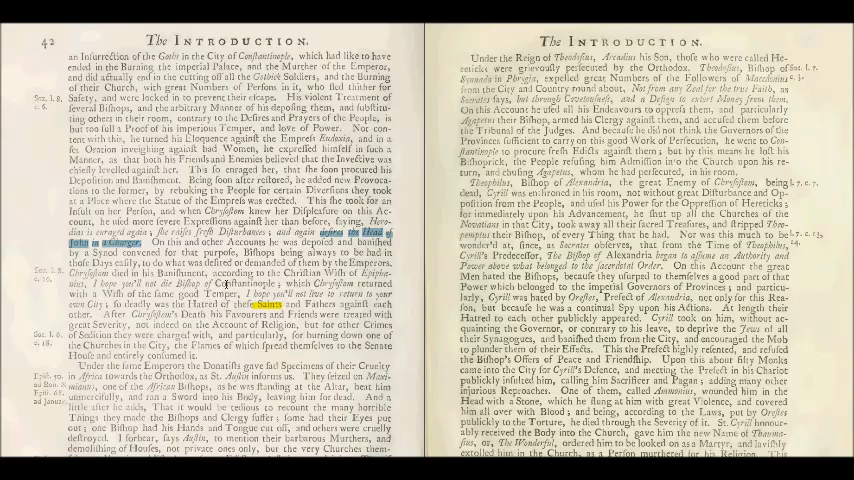 42
The INTRODUCTION.
an Insurrection of the Goths in the City of Constantinople, which had like to have
ended in the Burning the imperial Palace, and the Murther of the Emperor,
and did actually end in the cutting off all the Gothick Soldiers, and the Burning
of their Church, with great Numbers of Persons in it, who fled thither for
Soz. l. 8. Safety, and were locked in to prevent their escape. His violent Treatment of
c. 6. several Bishops, and the arbitrary Manner of his deposing them, and substitu-
ting others in their room, contrary to the Desires and Prayers of the People, is
but too full a Proof of his imperious Temper, and love of Power. Not con-
tent with this, he turned his Eloquence against the Empress Eudoxia, and in a
set Oration inveighing against bad Women, he expressed himself in such a
Manner, as that both his Friends and Enemies believed that the Invective was
chiefly levelled against her. This so enraged her, that she soon procured his
Deposition and Banishment. Being soon after restored, he added new Provoca-
tions to the former, by rebuking the People for certain Diversions they took
at a Place where the Statue of the Empress was erected. This she took for an
Insult on her Person, and when Chrysostom knew her Displeasure on this Ac-
count, he used more severe Expressions against her than before, saying, Hero-
dias is enraged again; she raises fresh Disturbances; and again desires the Head of
John in a Charger. On this and other Accounts he was deposed and banished
by a Synod convened for that purpose, Bishops being always to be had in
those Days easily, to do what was desired or demanded of them by the Emperors.
Soz. l. 8. Chrysostom died in his Banishment, according to the Christian Wish of Epipha-
nius, I hope you'll not die Bishop of Constantinople; which Chrysostom returned
with a Wish of the same good Temper, I hope you'll not live to return to your
own City; so deadly was the Hatred of these Saints and Fathers against each
other. After Chrysostom's Death his Favourers and Friends were treated with
great Severity, not indeed on the Account of Religion, but for other Crimes
Soz. l. 6. of Sedition they were charged with, and particularly, for burning down one of
c. 18. the Churches in the City, the Flames of which spread themselves to the Senate
House and entirely consumed it.
Under the same Emperors the Donatists gave sad Specimens of their Cruelty
in Africa towards the Orthodox, as St. Austin informs us. They seized on Maxi-
mianus, one of the African Bishops, as he was standing at the Altar, beat him
unmercifully, and ran a Sword into his Body, leaving him for dead. And a
little after he adds, That it would be tedious to recount the many horrible
Things they made the Bishops and Clergy suffer; some had their Eyes put
out; one Bishop had his Hands and Tongue cut off, and others were cruelly
destroyed. I forbear, says Austin, to mention their barbarous Murthers, and
demolishing of Houses, not private ones only, but the very Churches them-
The INTRODUCTION.
Under the Reign of Theodosius, Arcadius his Son, those who were called He-
reticks were grievously persecuted by the Orthodox. Theodosius, Bishop of
Synnada in Phrygia, expelled great Numbers of the Followers of Macedonius
from the City and Country round about, Not from any Zeal for the true Faith, as
Socrates says, but through Covetousness, and a Design to extort Money from them.
On this Account he used all his Endeavours to oppress them, and particularly
Agapetus their Bishop, armed his Clergy against them, and accused them before
the Tribunal of the Judges. And because he did not think the Governors of the
Provinces sufficient to carry on this good Work of Persecution, he went to Con-
stantinople to procure fresh Edicts against them; but by this means he lost his
Bishoprick, the People refusing him Admission into the Church upon his re-
turn, and chusing Agapetus, whom he had persecuted, in his room.
Theophilus, Bishop of Alexandria, the great Enemy of Chrysostom, being
dead, Cyrill was enthroned in his room, not without great Disturbance and Op-
position from the People, and used his Power for the Oppression of Hereticks;
for immediately upon his Advancement, he shut up all the Churches of the
Novatians in that City, took away all their sacred Treasures, and stripped Theo-
pemptus their Bishop, of every Thing that he had. Nor was this much to be
wonder'd at, since, as Socrates observes, that from the Time of Theophilus,
Cyrill's Predecessor, The Bishop of Alexandria began to assume an Authority and
Power above what belonged to the sacerdotal Order. On this Account the great
Men hated the Bishops, because they usurped to themselves a good part of that
Power which belonged to the imperial Governors of Provinces; and particu-
larly, Cyrill was hated by Orestes, Prefect of Alexandria, not only for this Rea-
son, but because he was a continual Spy upon his Actions. At length their
Hatred to each other publickly appeared. Cyrill took on him, without ac-
quainting the Governor, or contrary to his leave, to deprive the Jews of all
their Synagogues, and banished them from the City, and encouraged the Mob
to plunder them of their Effects. This the Prefect highly resented, and refused
the Bishop's Offers of Peace and Friendship. Upon this about fifty Monks
came into the City for Cyrill's Defence, and meeting the Prefect in his Chariot
publickly insulted him, calling him Sacrificer and Pagan; adding many other
injurious Reproaches. One of them, called Ammonius, wounded him in the
Head with a Stone, which he flung at him with great Violence, and covered
him all over with Blood; and being, according to the Laws, put by Orestes
publickly to the Torture, he died through the Severity of it. St. Cyrill honour-
ably received the Body into the Church, gave him the new Name of Thauma-
sius, or, The Wonderful, ordered him to be looked on as a Martyr, and lavishly
extolled him in the Church, as a Person murthered for his Religion. This